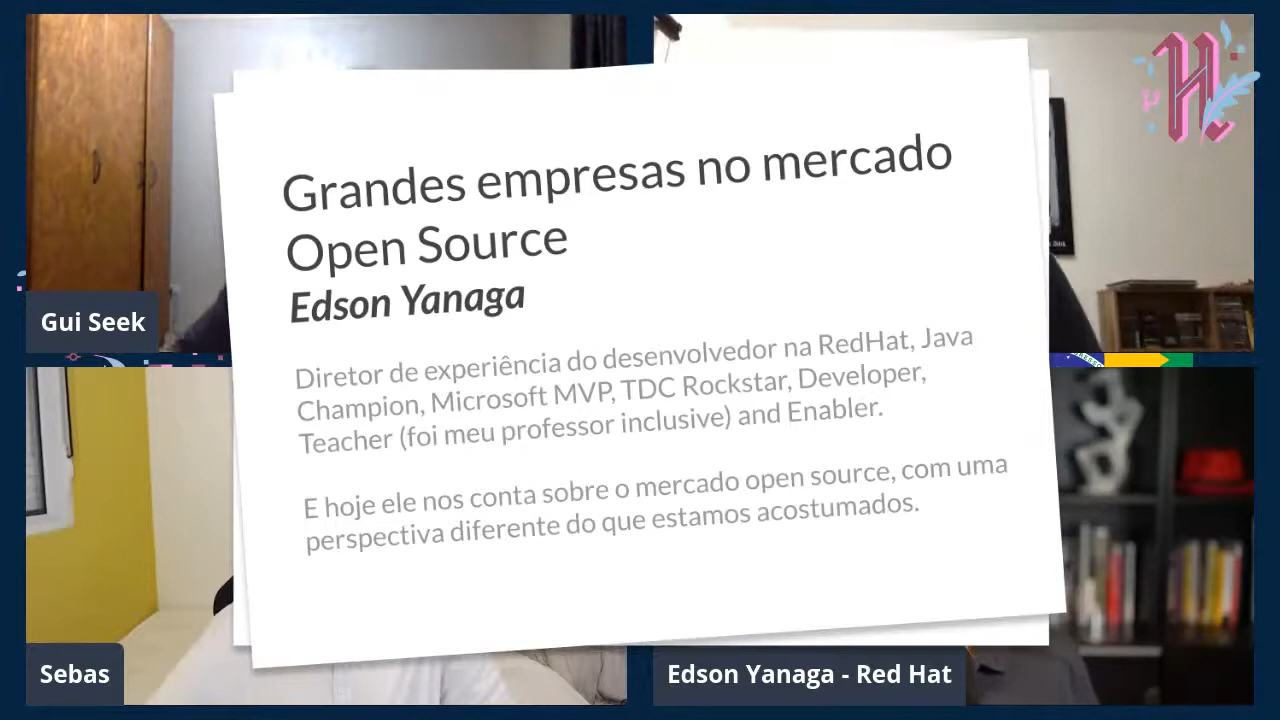 Grandes empresas no mercado
Open Source
Edson Yanaga
Diretor de experiência do desenvolvedor na RedHat, Java
Champion, Microsoft MVP, TDC Rockstar, Developer,
Teacher (foi meu professor inclusive) and Enabler.
E hoje ele nos conta sobre o mercado open source, com uma
perspectiva diferente do que estamos acostumados.
Gui Seek
Sebas
Edson Yanaga - Red Hat